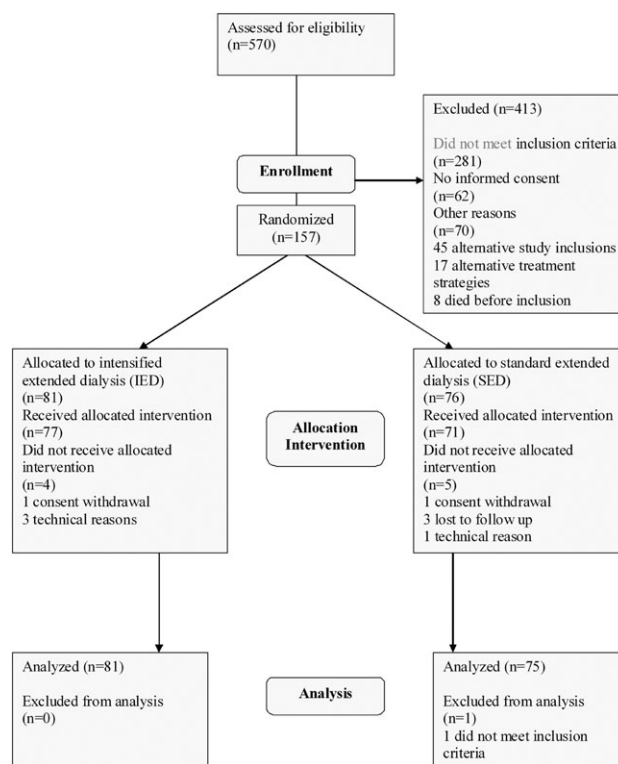 Assessed for eligibility
(n=570)
Excluded (n=413)
Did not meet inclusion criteria
(n=281)
No informed consent
(n=62)
Other reasons
(n=70)
45 alternative study inclusions
17 alternative treatment
strategies
8 died before inclusion
Enrollment
Randomized
(n=157)
Allocated to intensified
extended dialysis (IED)
(n=81)
Received allocated intervention
(n=77)
Did not receive allocated
intervention
(n=4)
1 consent withdrawal
3 technical reasons
Allocation
Intervention
Allocated to standard extended
dialysis (SED)
(n=76)
Received allocated intervention
(n=71)
Did not receive allocated
intervention
(n=5)
1 consent withdrawal
3 lost to follow up
1 technical reason
Analyzed (n=81)
Excluded from analysis
(n=0)
Analysis
Analyzed (n=75)
Excluded from analysis
(n=1)
1 did not meet inclusion
criteria